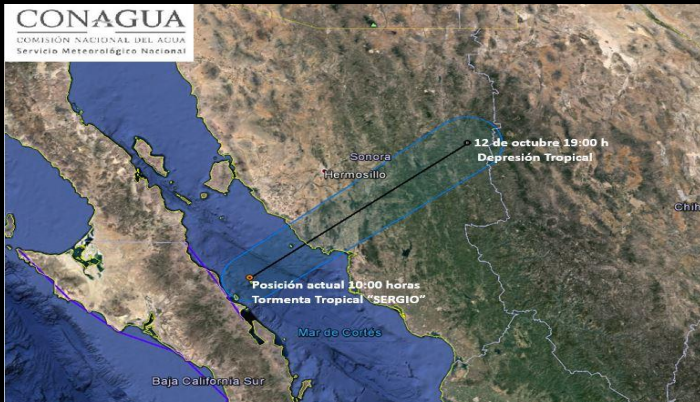 CONAGUA
COMISIÓN NACIONAL DEL AGUA
Servicio Meteorológico Nacional
12 de octubre 19:00 h
Depresión Tropical
Sonora
Hermosillo
Chih
Posición actual 10:00 horas
Tormenta Tropical "SERGIO"
Mar de Cortés
Baja California Sur